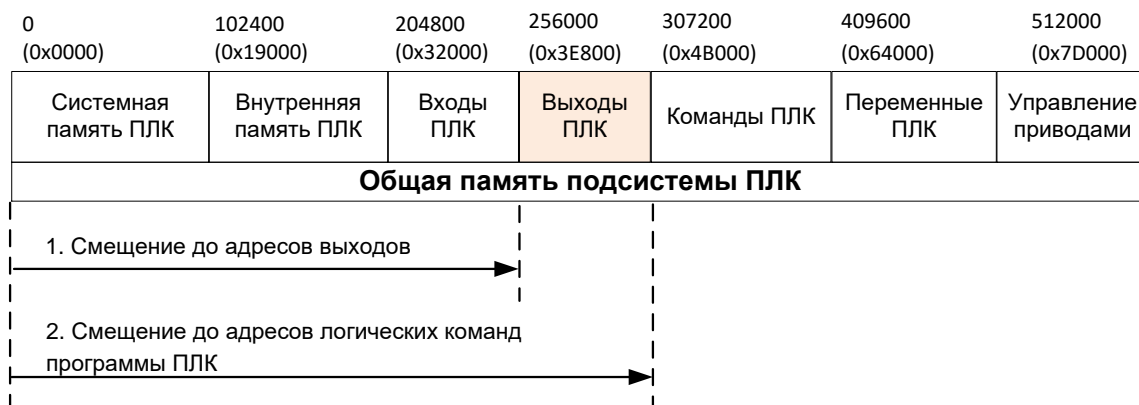 0 102400 204800 256000 307200 409600 512000
(0x0000) (0x19000) (0x32000) (0x3E800) (0x4B000) (0x64000) (0x7D000)
Системная Внутренняя Входы Выходы Команды ПЛК Переменные Управление
память ПЛК память ПЛК ПЛК ПЛК ПЛК приводами
Общая память подсистемы ПЛК
1. Смещение до адресов выходов
2. Смещение до адресов логических команд
программы ПЛК